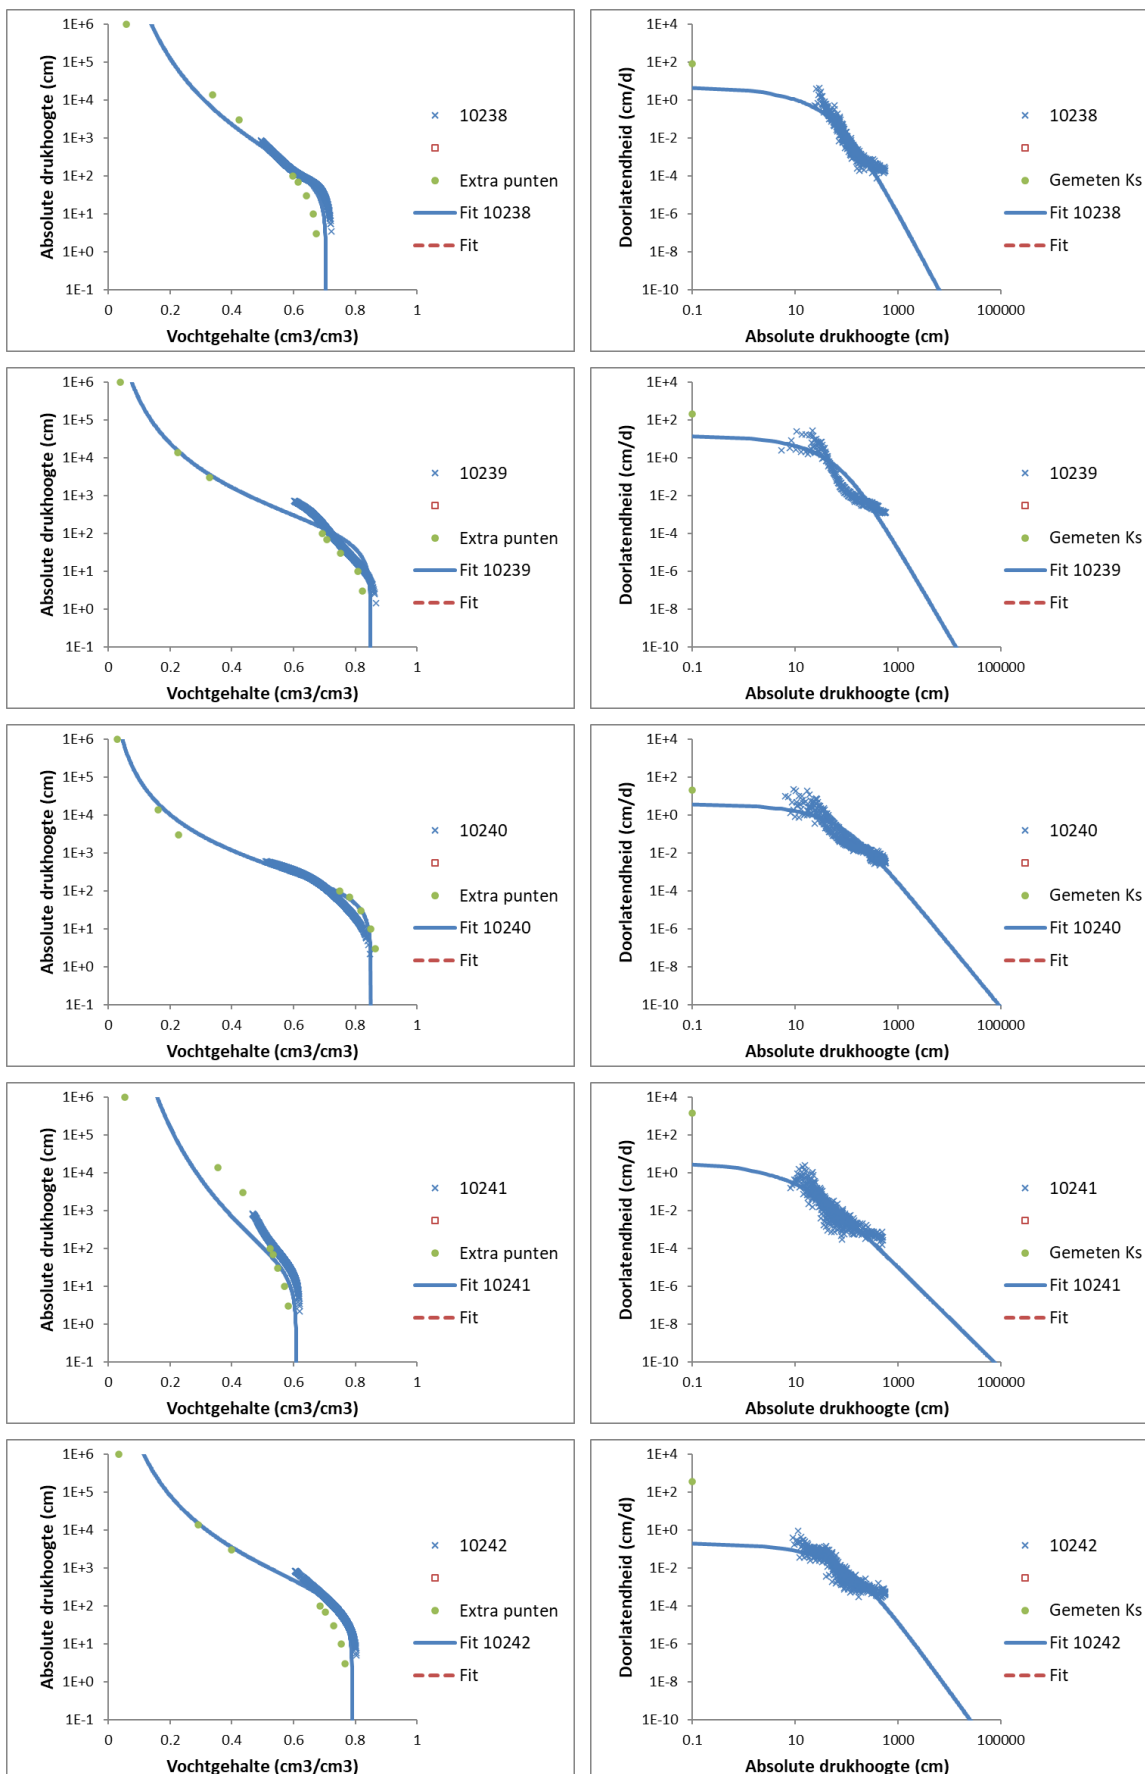 Absolute drukhoogte (cm)
1E+6
1E+5
1E+4
1E+3
1E+2
1E+1
1E+0
1E-1
0 0.2 0.4 0.6 0.8 1
Vochtgehalte (cm3/cm3)
10238
Extra punten
Fit 10238
Fit
Doorlatendheid (cm/d)
1E+4
1E+2
1E+0
1E-2
1E-4
1E-6
1E-8
1E-10
0.1 10 1000 100000
Absolute drukhoogte (cm)
10238
Gemeten Ks
Fit 10238
Fit
Absolute drukhoogte (cm)
1E+6
1E+5
1E+4
1E+3
1E+2
1E+1
1E+0
1E-1
0 0.2 0.4 0.6 0.8 1
Vochtgehalte (cm3/cm3)
10239
Extra punten
Fit 10239
Fit
Doorlatendheid (cm/d)
1E+4
1E+2
1E+0
1E-2
1E-4
1E-6
1E-8
1E-10
0.1 10 1000 100000
Absolute drukhoogte (cm)
10239
Gemeten Ks
Fit 10239
Fit
Absolute drukhoogte (cm)
1E+6
1E+5
1E+4
1E+3
1E+2
1E+1
1E+0
1E-1
0 0.2 0.4 0.6 0.8 1
Vochtgehalte (cm3/cm3)
10240
Extra punten
Fit 10240
Fit
Doorlatendheid (cm/d)
1E+4
1E+2
1E+0
1E-2
1E-4
1E-6
1E-8
1E-10
0.1 10 1000 100000
Absolute drukhoogte (cm)
10240
Gemeten Ks
Fit 10240
Fit
Absolute drukhoogte (cm)
1E+6
1E+5
1E+4
1E+3
1E+2
1E+1
1E+0
1E-1
0 0.2 0.4 0.6 0.8 1
Vochtgehalte (cm3/cm3)
10241
Extra punten
Fit 10241
Fit
Doorlatendheid (cm/d)
1E+4
1E+2
1E+0
1E-2
1E-4
1E-6
1E-8
1E-10
0.1 10 1000 100000
Absolute drukhoogte (cm)
10241
Gemeten Ks
Fit 10241
Fit
Absolute drukhoogte (cm)
1E+6
1E+5
1E+4
1E+3
1E+2
1E+1
1E+0
1E-1
0 0.2 0.4 0.6 0.8 1
Vochtgehalte (cm3/cm3)
10242
Extra punten
Fit 10242
Fit
Doorlatendheid (cm/d)
1E+4
1E+2
1E+0
1E-2
1E-4
1E-6
1E-8
1E-10
0.1 10 1000 100000
Absolute drukhoogte (cm)
10242
Gemeten Ks
Fit 10242
Fit